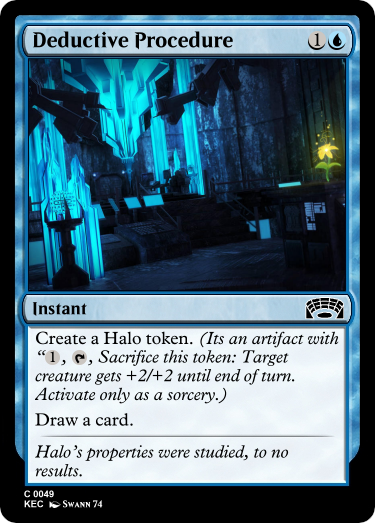 Deductive Procedure 1
Instant
Create a Halo token. (Its an artifact with
“1, , Sacrifice this token: Target
creature gets +2/+2 until end of turn.
Activate only as a sorcery.)
Draw a card.
Halo’s properties were studied, to no
results.
C 0049
KEC Swann 74